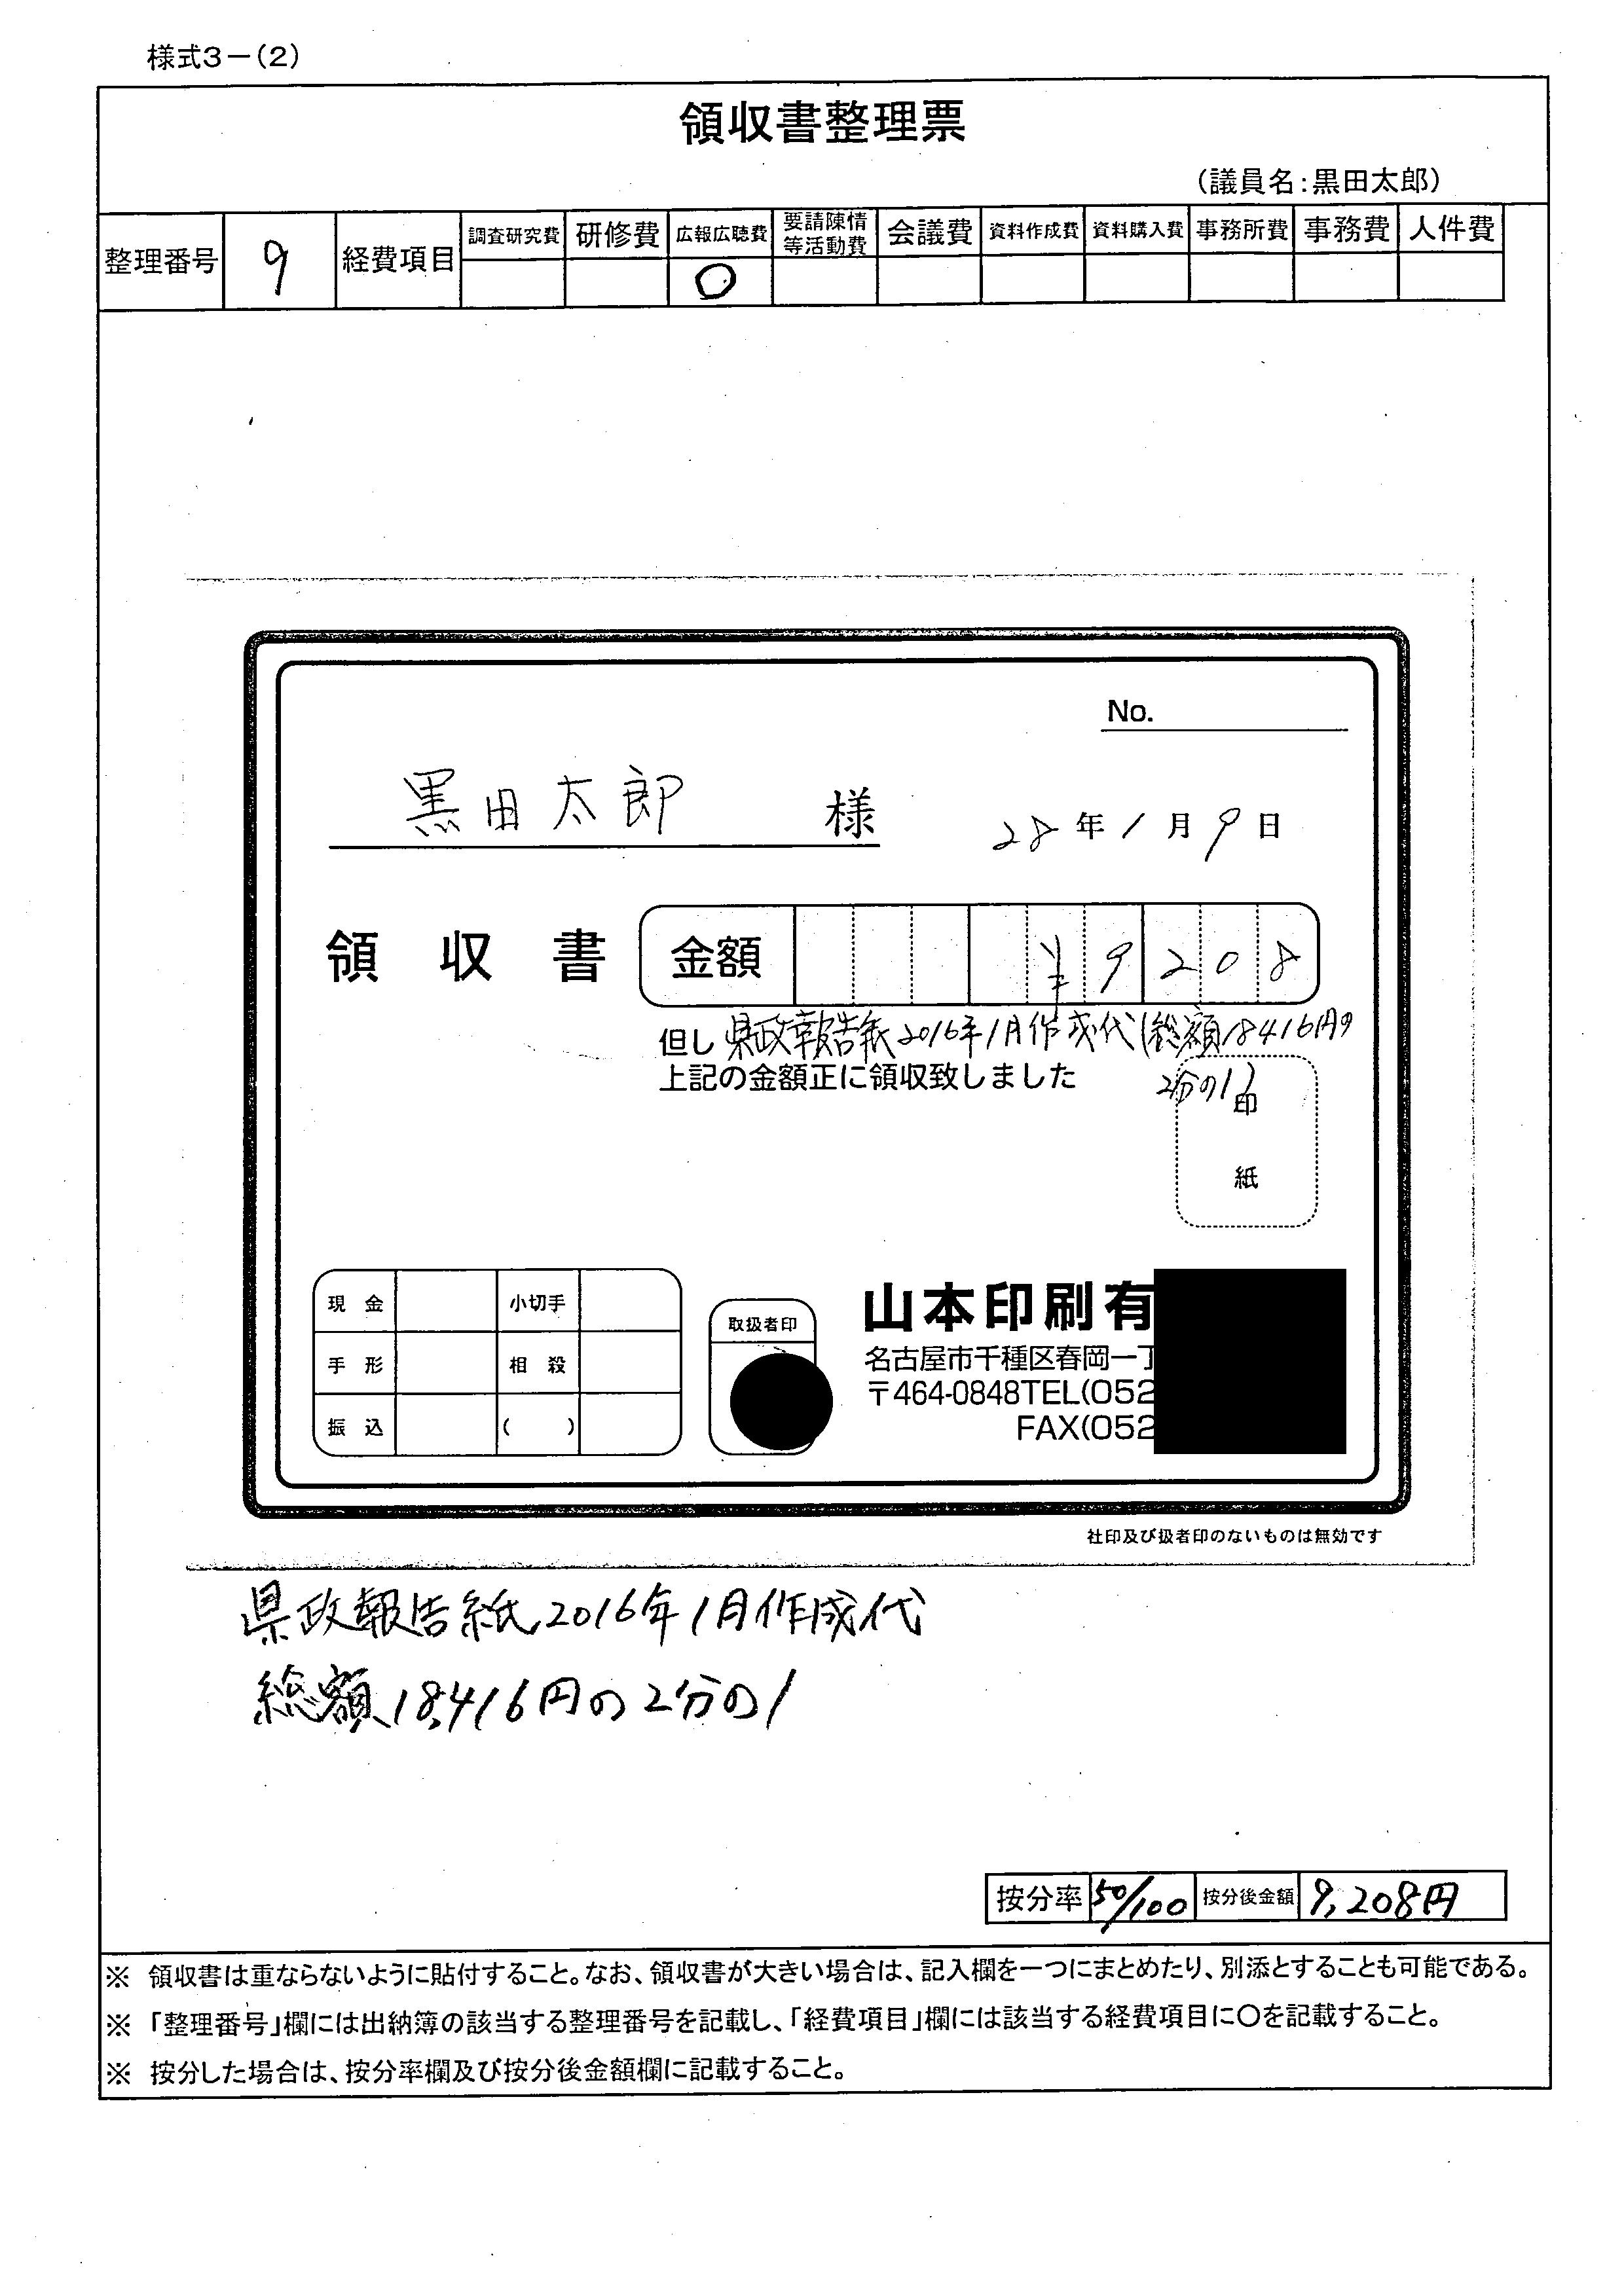 様式3-(2)
領収書整理票
(議員名:黒田太郎)
整理番号 9 経費項目 調査研究費 研修費 広報広聴費 要請陳情等活動費 会議費 資料作成費 資料購入費 事務所費 事務費 人件費
○
No.
黒田太郎 様 28年1月9日
領収書 金額 ¥9208
但し 県政報告紙2016年1月作成代(総額18416円の
上記の金額正に領収致しました 2分の1)
印
紙
現金 小切手
手形 相殺
振込 ( )
取扱者印
山本印刷有
名古屋市千種区春岡一丁
〒464-0848TEL(052
FAX(052
社印及び扱者印のないものは無効です
県政報告紙2016年1月作成代
総額18,416円の2分の1
按分率 50/100 按分後金額 9,208円
※ 領収書は重ならないように貼付すること。なお、領収書が大きい場合は、記入欄を一つにまとめたり、別添とすることも可能である。
※ 「整理番号」欄には出納簿の該当する整理番号を記載し、「経費項目」欄には該当する経費項目に○を記載すること。
※ 按分した場合は、按分率欄及び按分後金額欄に記載すること。